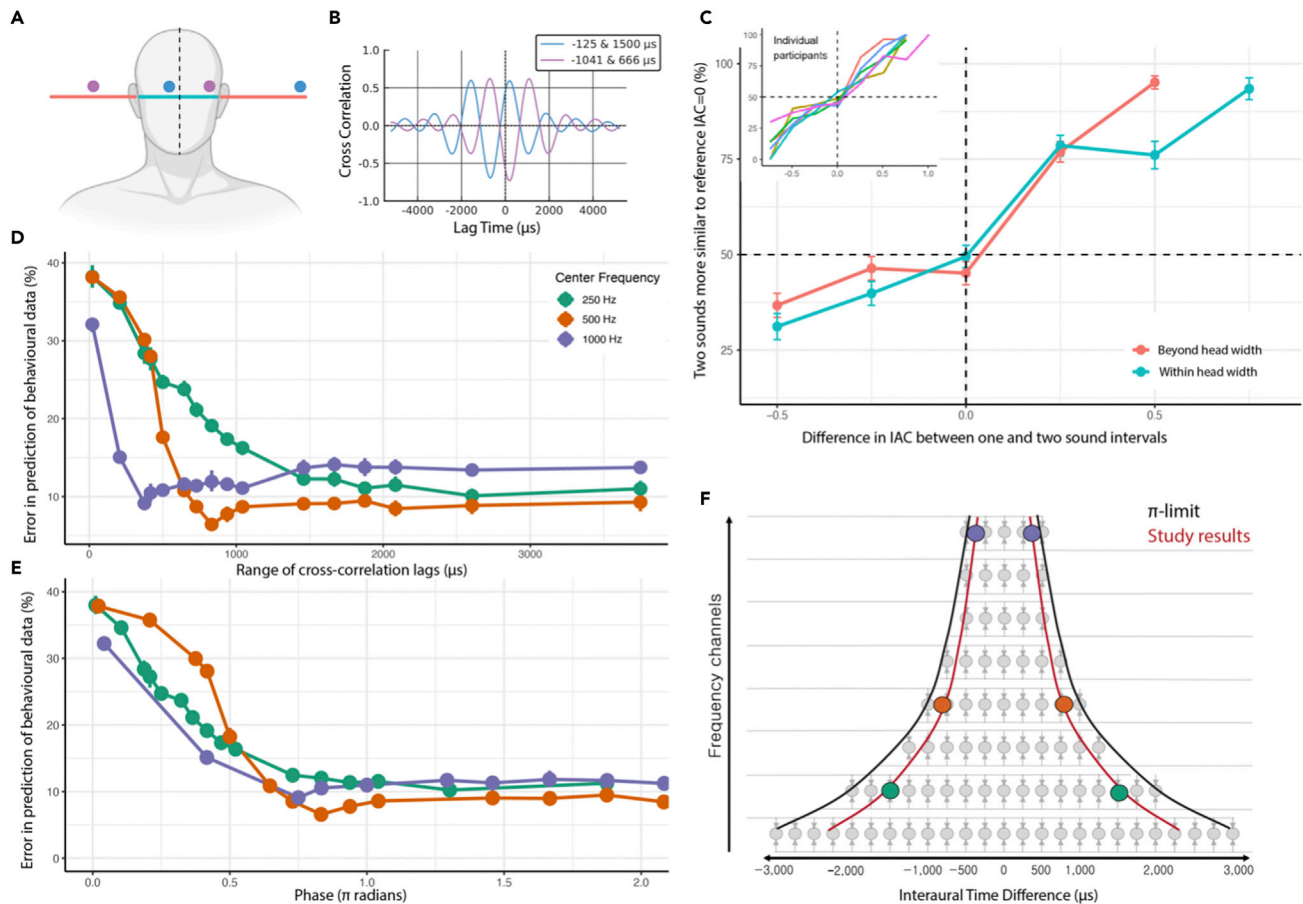 A
B
-125 & 1500 µs
-1041 & 666 µs
Cross Correlation
1.0
0.5
0.0
-0.5
-1.0
-4000 -2000 0 2000 4000
Lag Time (µs)
C
Individual
participants
100
75
50
25
0
-0.5 0.0 0.5 1.0
Two sounds more similar to reference IAC=0 (%)
100
75
50
25
Beyond head width
Within head width
-0.5 0.0 0.5
Difference in IAC between one and two sound intervals
D
Error in prediction of behavioural data (%)
40
30
20
10
Center Frequency
250 Hz
500 Hz
1000 Hz
0 1000 2000 3000
Range of cross-correlation lags (µs)
E
Error in prediction of behavioural data (%)
40
30
20
10
0
0.0 0.5 1.0 1.5 2.0
Phase (π radians)
F
π-limit
Study results
Frequency channels
-3,000 -2,000 -1,000 -500 0 500 1,000 2,000 3,000
Interaural Time Difference (µs)